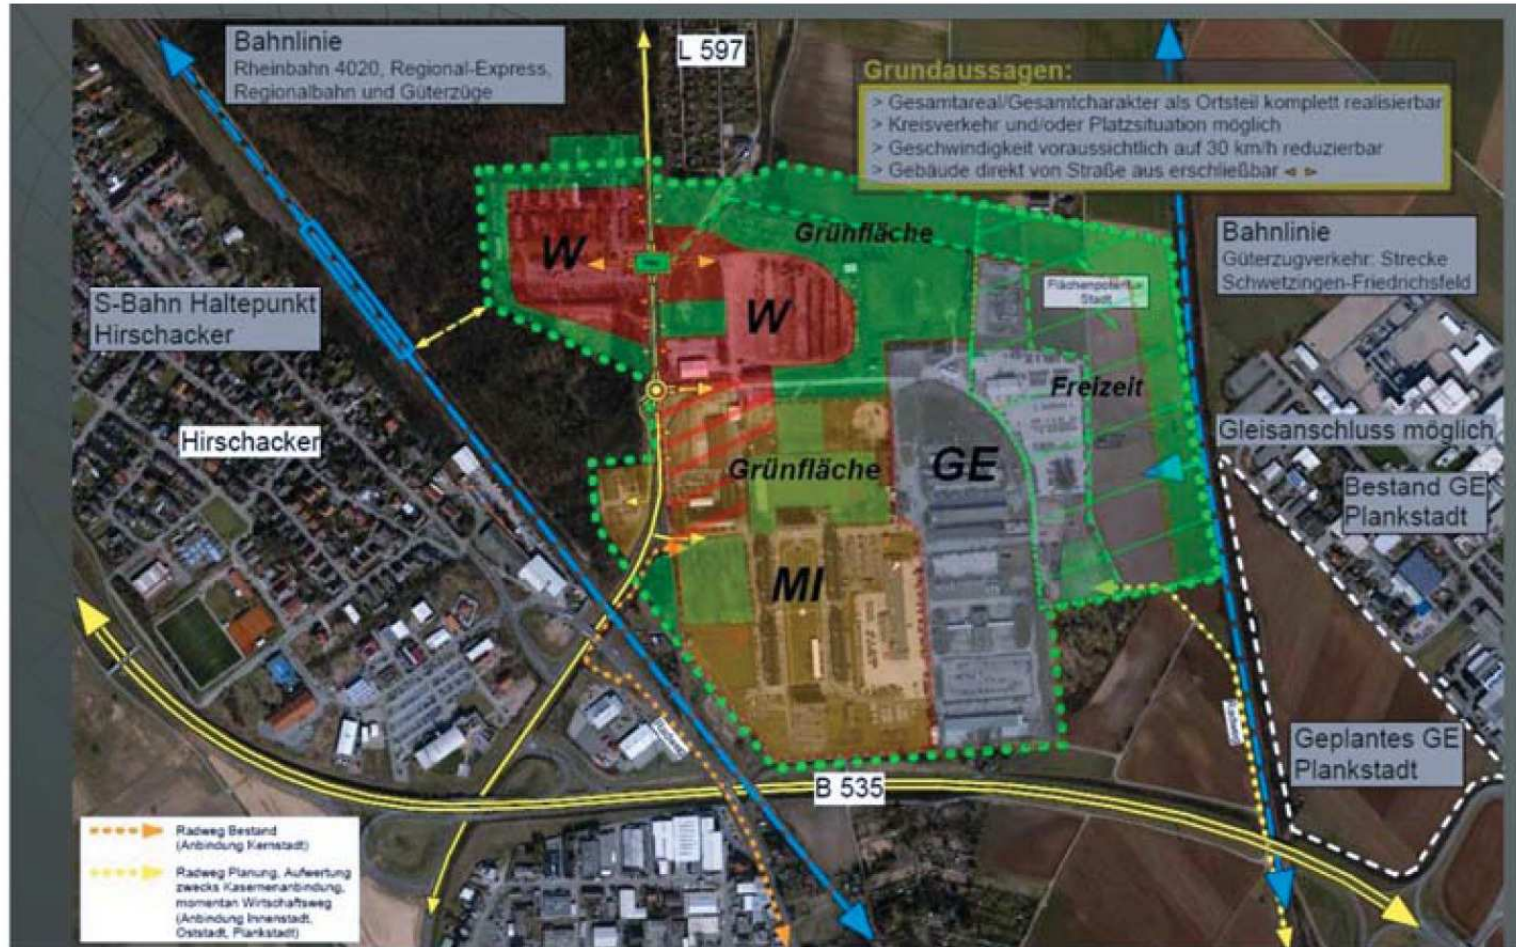 Bahnlinie
Rheinbahn 4020, Regional-Express,
Regionalbahn und Güterzüge
L 597
Grundaussagen:
> Gesamtareal/Gesamtcharakter als Ortsteil komplett realisierbar
> Kreisverkehr und/oder Platzsituation möglich
> Geschwindigkeit voraussichtlich auf 30 km/h reduzierbar
> Gebäude direkt von Straße aus erschließbar
Bahnlinie
Güterzugverkehr: Strecke
Schwetzingen-Friedrichsfeld
W
Grünfläche
Flächenpotential
Stadt
S-Bahn Haltepunkt
Hirschacker
W
Freizeit
Hirschacker
Gleisanschluss möglich
Grünfläche
GE
Bestand GE
Plankstadt
MI
Geplantes GE
Plankstadt
B 535
Radweg Bestand
(Anbindung Kernstadt)
Radweg Planung, Aufwertung
zwecks Kasernenanbindung,
momentan Wirtschaftsweg
(Anbindung Innenstadt,
Oststadt, Plankstadt)